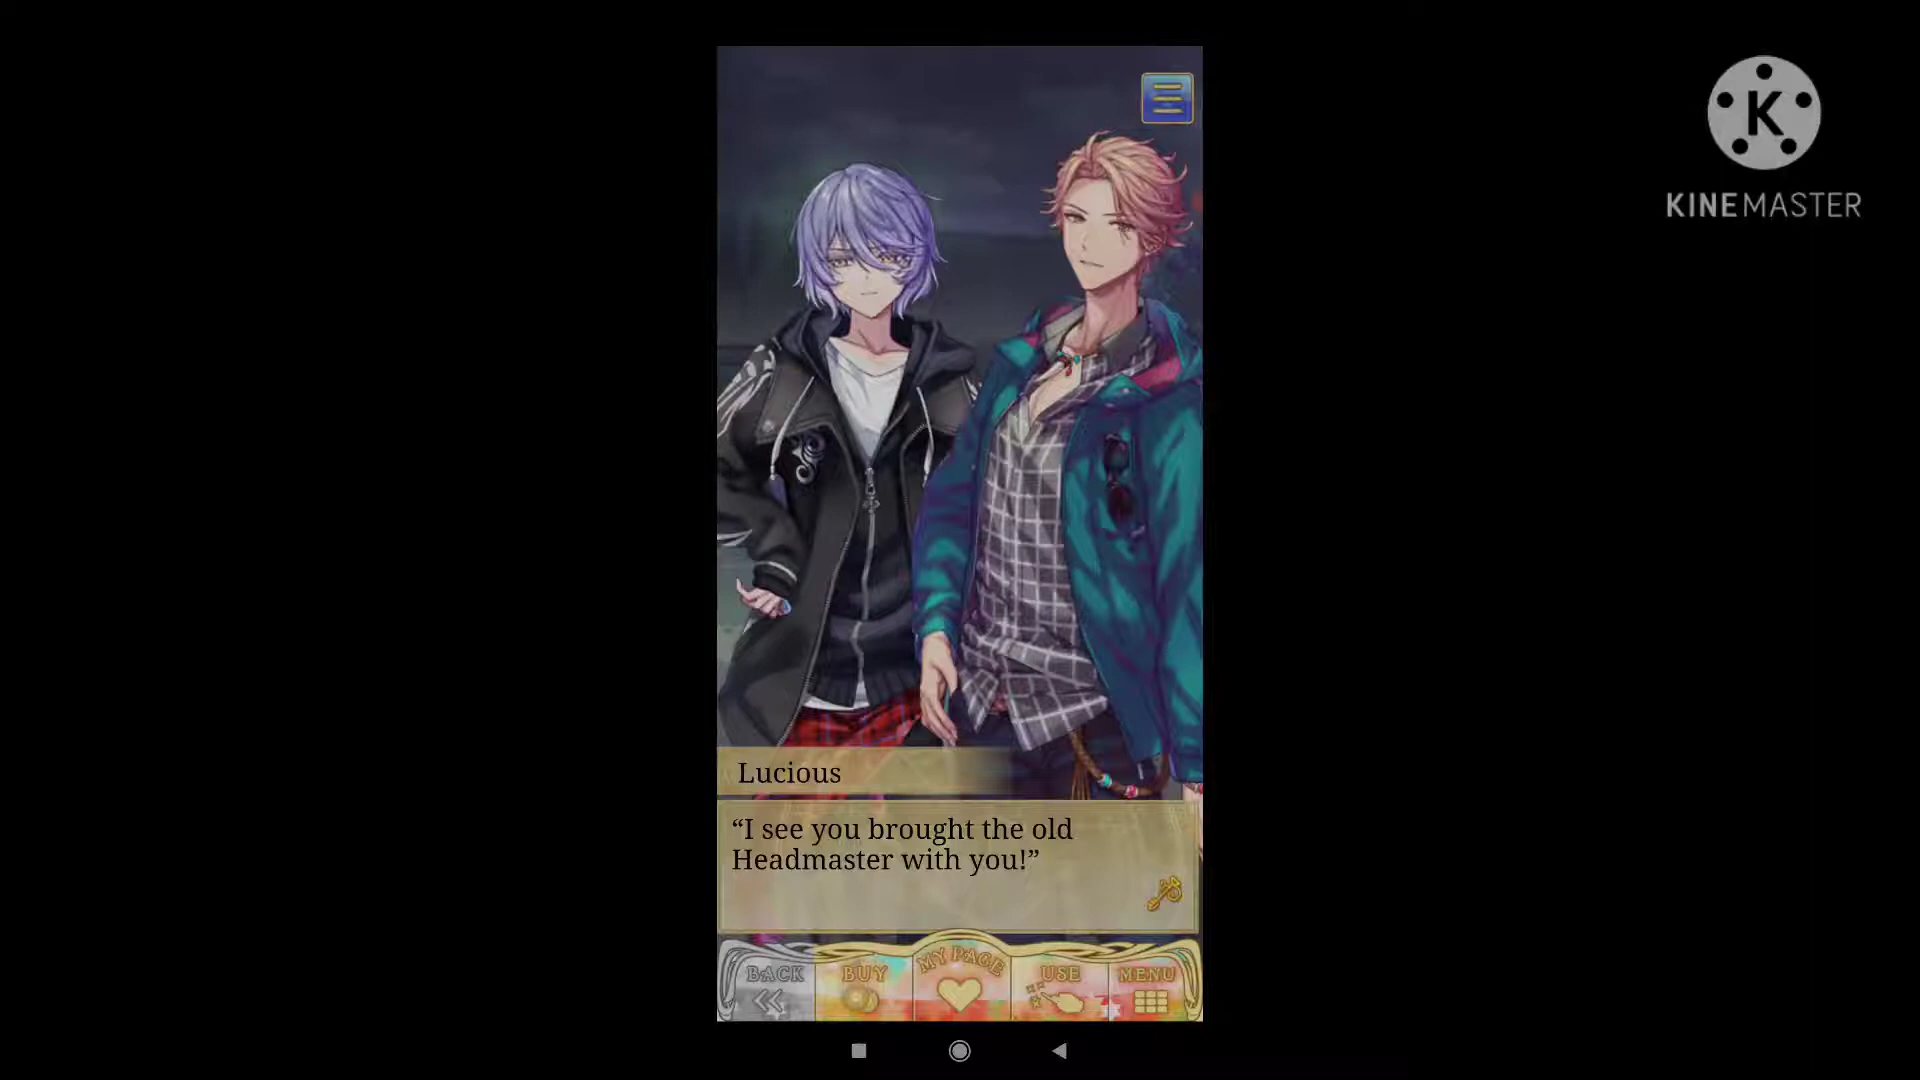 K
KINEMASTER
Lucious
“I see you brought the old
Headmaster with you!”
BACK BUY MY PAGE USE MENU